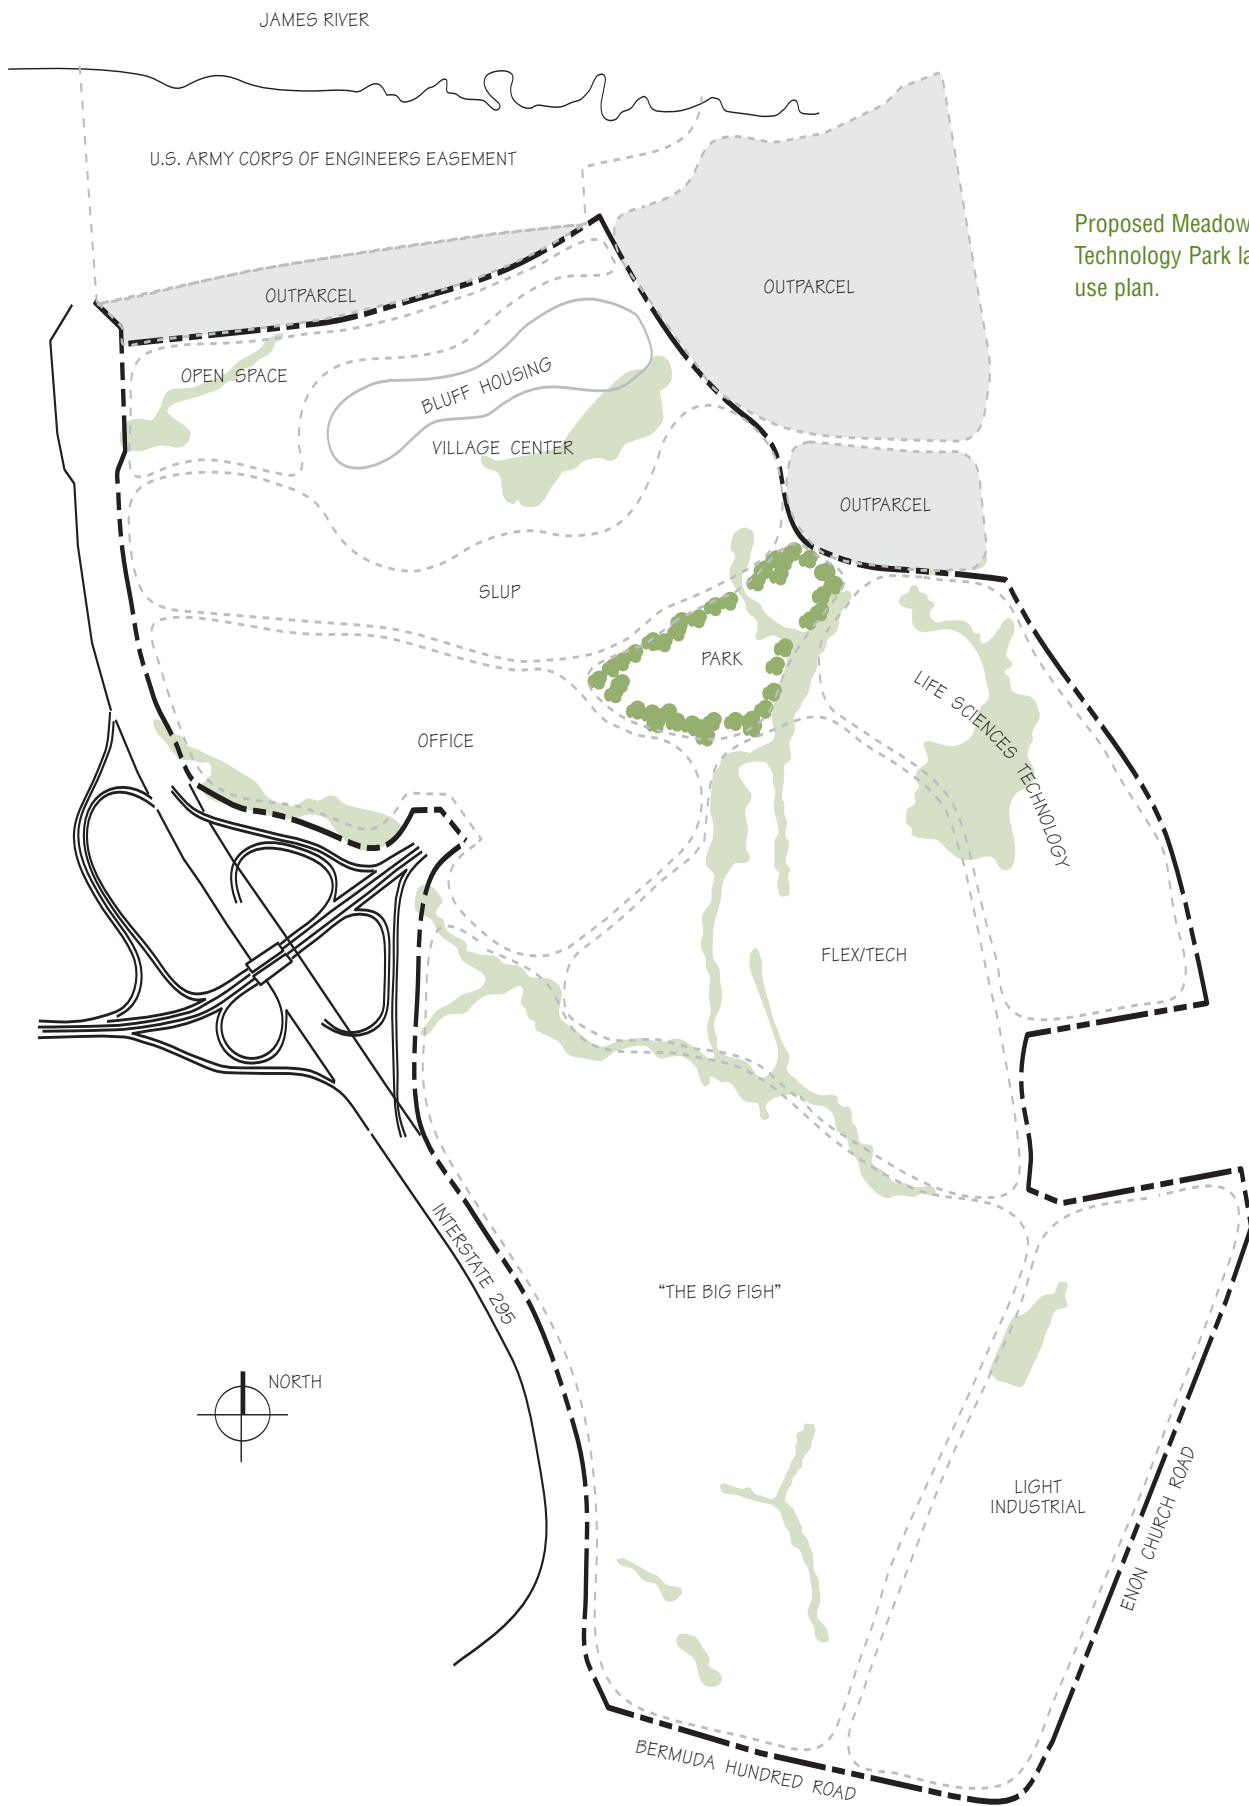 JAMES RIVER
U.S. ARMY CORPS OF ENGINEERS EASEMENT
Proposed Meadow
Technology Park la
use plan.
OUTPARCEL
OUTPARCEL
OPEN SPACE
BLUFF HOUSING
VILLAGE CENTER
OUTPARCEL
SLUP
PARK
LIFE SCIENCES TECHNOLOGY
OFFICE
FLEX/TECH
INTERSTATE 295
"THE BIG FISH"
NORTH
LIGHT
INDUSTRIAL
ENON CHURCH ROAD
BERMUDA HUNDRED ROAD